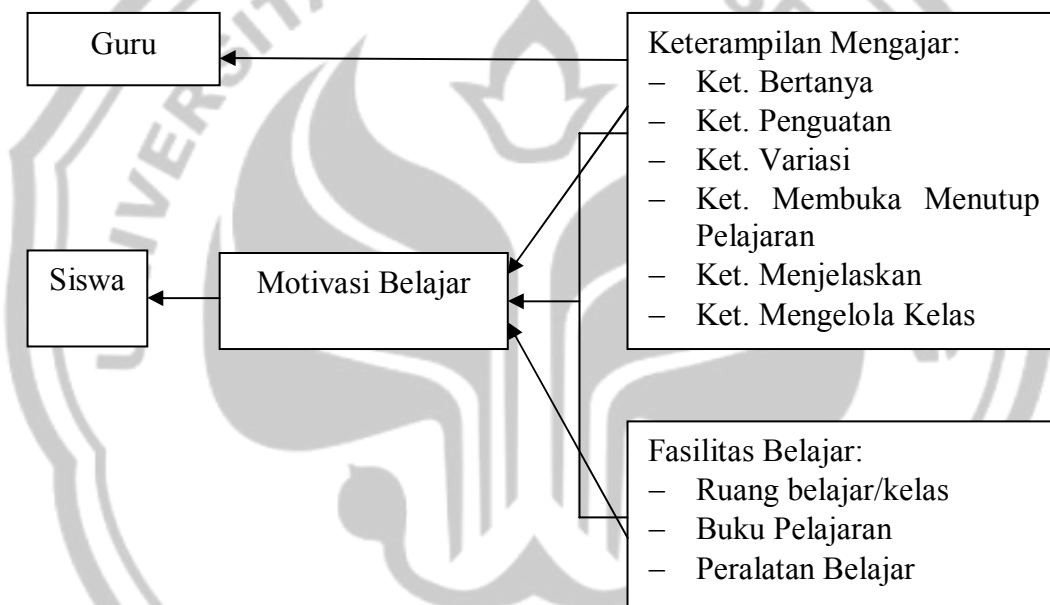 Guru
Keterampilan Mengajar:
– Ket. Bertanya
– Ket. Penguatan
– Ket. Variasi
– Ket. Membuka Menutup
Pelajaran
– Ket. Menjelaskan
– Ket. Mengelola Kelas
Siswa
Motivasi Belajar
Fasilitas Belajar:
– Ruang belajar/kelas
– Buku Pelajaran
– Peralatan Belajar